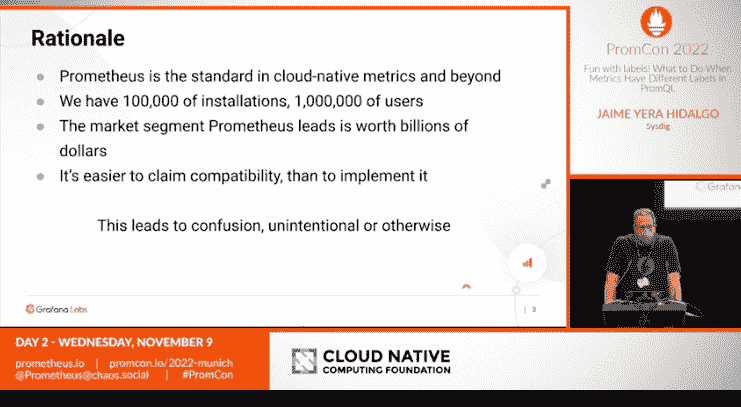 Rationale
Prometheus is the standard in cloud-native metrics and beyond
We have 100,000 of installations, 1,000,000 of users
The market segment Prometheus leads is worth billions of
dollars
It's easier to claim compatibility, than to implement it
This leads to confusion, unintentional or otherwise
Grafana Labs
3
PromCon 2022
Fun with labels! What to Do When
Metrics Have Different Labels in
PromQL
JAIME YERA HIDALGO
Sysdig
Grafana
DAY 2 - WEDNESDAY, NOVEMBER 9
prometheus.io | promcon.io/2022-munich
@Prometheus@chaos.social | #PromCon
CLOUD NATIVE
COMPUTING FOUNDATION